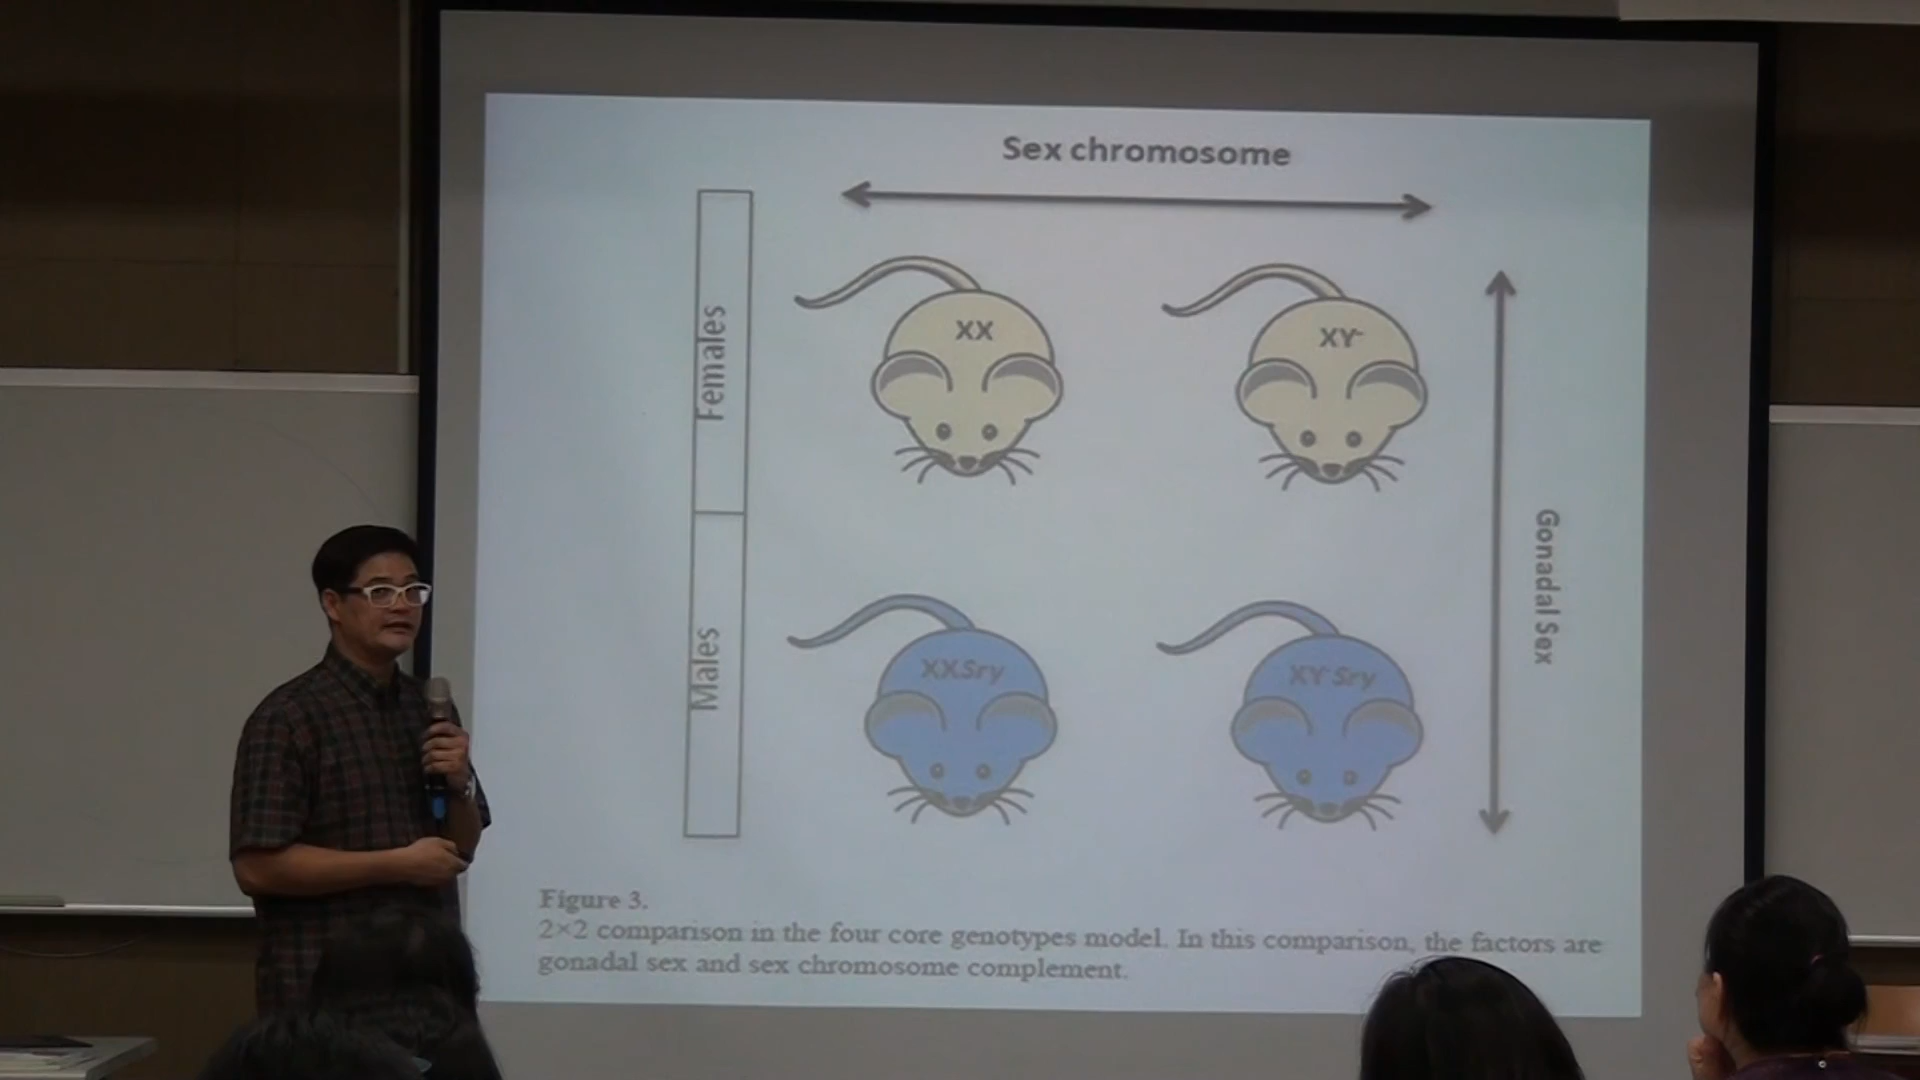 Sex chromosome
Females
XX
XY-
Gonadal Sex
Males
XXSry
XY-Sry
Figure 3.
2×2 comparison in the four core genotypes model. In this comparison, the factors are
gonadal sex and sex chromosome complement.